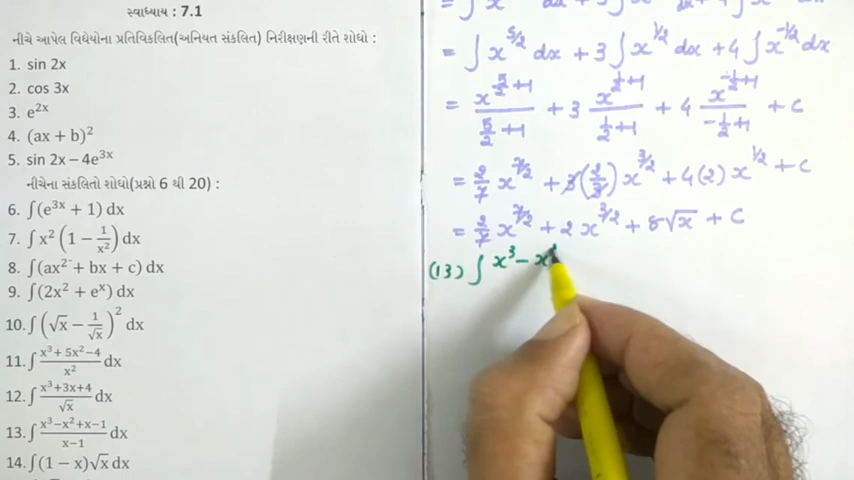 સ્વાધ્યાય : 7.1
નીચે આપેલ વિધેયોના પ્રતિવિકલિત(અનિયત સંકલિત) નિરીક્ષણની રીતે શોધો :
1. sin 2x
2. cos 3x
3. e^{2x}
4. (ax + b)^2
5. sin 2x – 4e^{3x}
નીચેના સંકલિતો શોધો(પ્રશ્નો 6 થી 20) :
6. ∫(e^{3x} + 1) dx
7. ∫ x^2 (1 − 1/x^2) dx
8. ∫(ax^2 + bx + c) dx
9. ∫(2x^2 + e^x) dx
10. ∫(√x − 1/√x)^2 dx
11. ∫ (x^3 + 5x^2 − 4)/x^2 dx
12. ∫ (x^3+3x+4)/√x dx
13. ∫ (x^3−x^2+x−1)/(x−1) dx
14. ∫(1 − x)√x dx
= ∫ x^{5/2} dx + 3∫ x^{1/2} dx + 4∫ x^{-1/2} dx
= x^{5/2+1}/(5/2+1) + 3 x^{1/2+1}/(1/2+1) + 4 x^{-1/2+1}/(-1/2+1) + c
= 2/7 x^{7/2} + 3(2/3) x^{3/2} + 4(2) x^{1/2} + C
= 2/7 x^{7/2} + 2x^{3/2} + 8√x + C
(13) ∫ x^3 − x